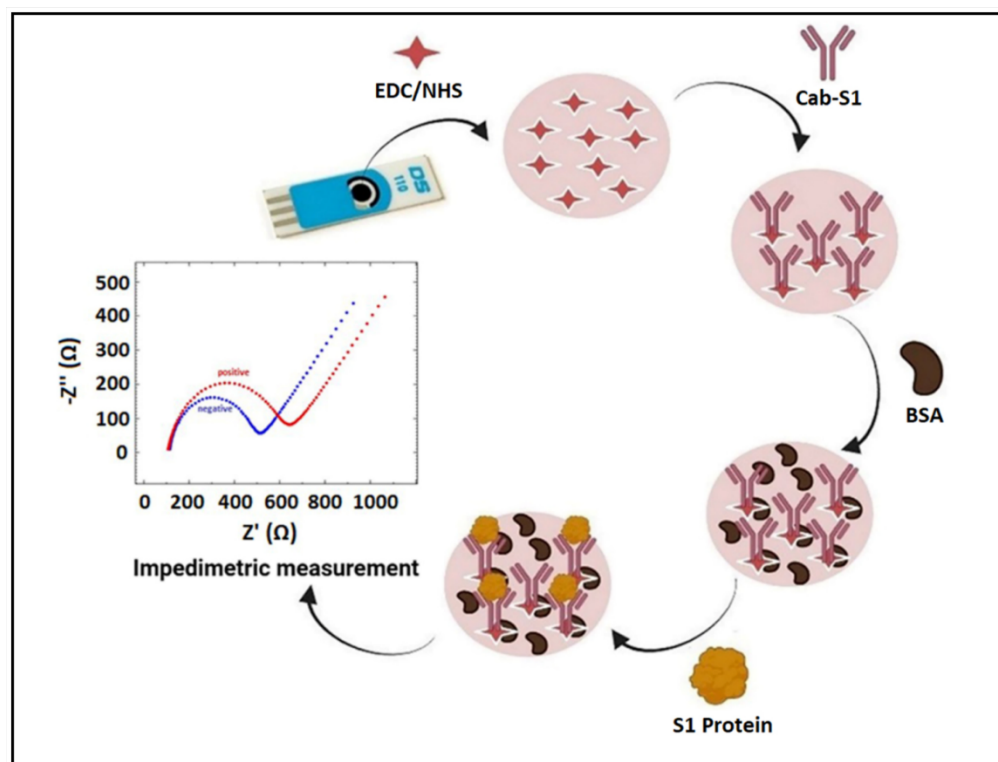 EDC/NHS
Cab-S1
DS
110
500
400
300
200
100
0
-Z'' (Ω)
positive
negative
0 200 400 600 800 1000
Z' (Ω)
Impedimetric measurement
BSA
S1 Protein